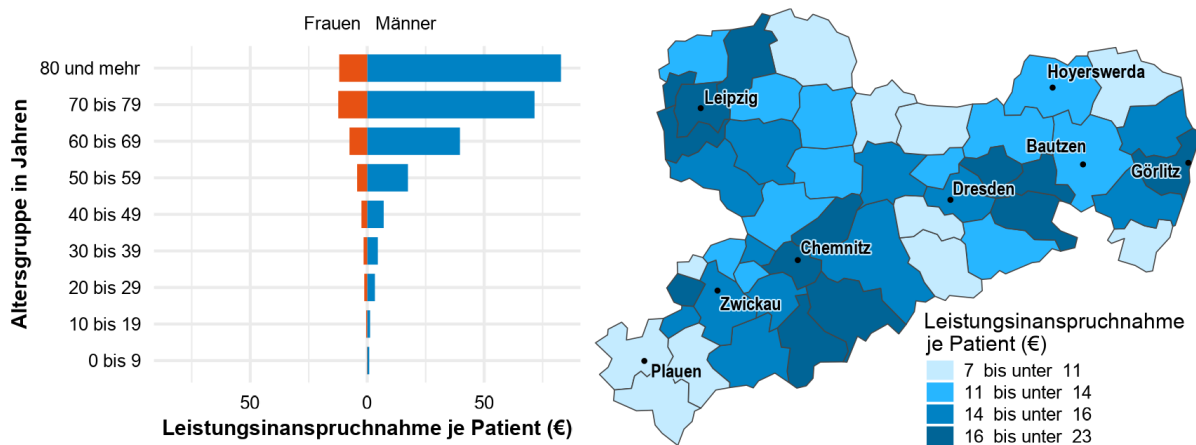 Frauen Männer
Altersgruppe in Jahren
80 und mehr
70 bis 79
60 bis 69
50 bis 59
40 bis 49
30 bis 39
20 bis 29
10 bis 19
0 bis 9
50 0 50
Leistungsinanspruchnahme je Patient (€)
Hoyerswerda
Leipzig
Bautzen
Görlitz
Dresden
Chemnitz
Zwickau
Plauen
Leistungsinanspruchnahme
je Patient (€)
7 bis unter 11
11 bis unter 14
14 bis unter 16
16 bis unter 23